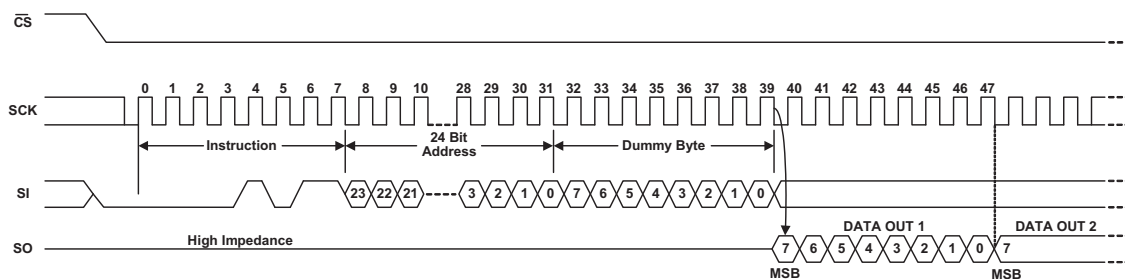 CS
SCK
0 1 2 3 4 5 6 7 8 9 10 28 29 30 31 32 33 34 35 36 37 38 39 40 41 42 43 44 45 46 47
Instruction
24 Bit
Address
Dummy Byte
SI
23 22 21 3 2 1 0 7 6 5 4 3 2 1 0
High Impedance
DATA OUT 1
DATA OUT 2
SO
7 6 5 4 3 2 1 0 7
MSB
MSB